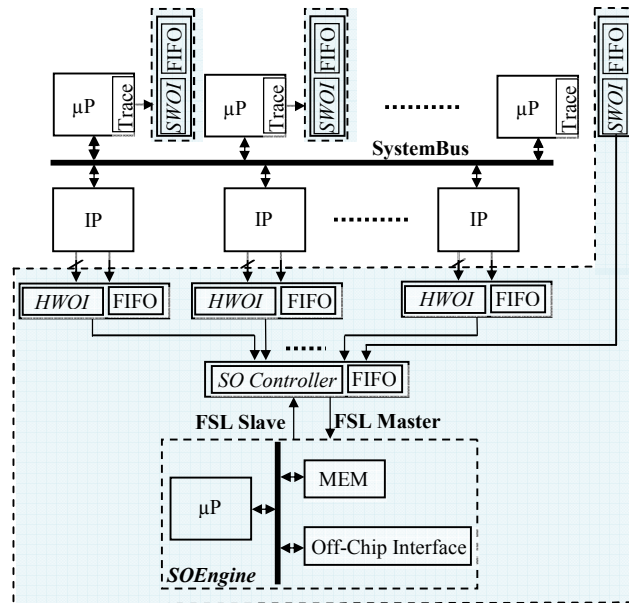 FIFO
SWOI
FIFO
SWOI
FIFO
SWOI
µP
Trace
µP
Trace
µP
Trace
SystemBus
IP
IP
IP
HWOI
FIFO
HWOI
FIFO
HWOI
FIFO
SO Controller
FIFO
FSL Slave
FSL Master
µP
MEM
Off-Chip Interface
SOEngine